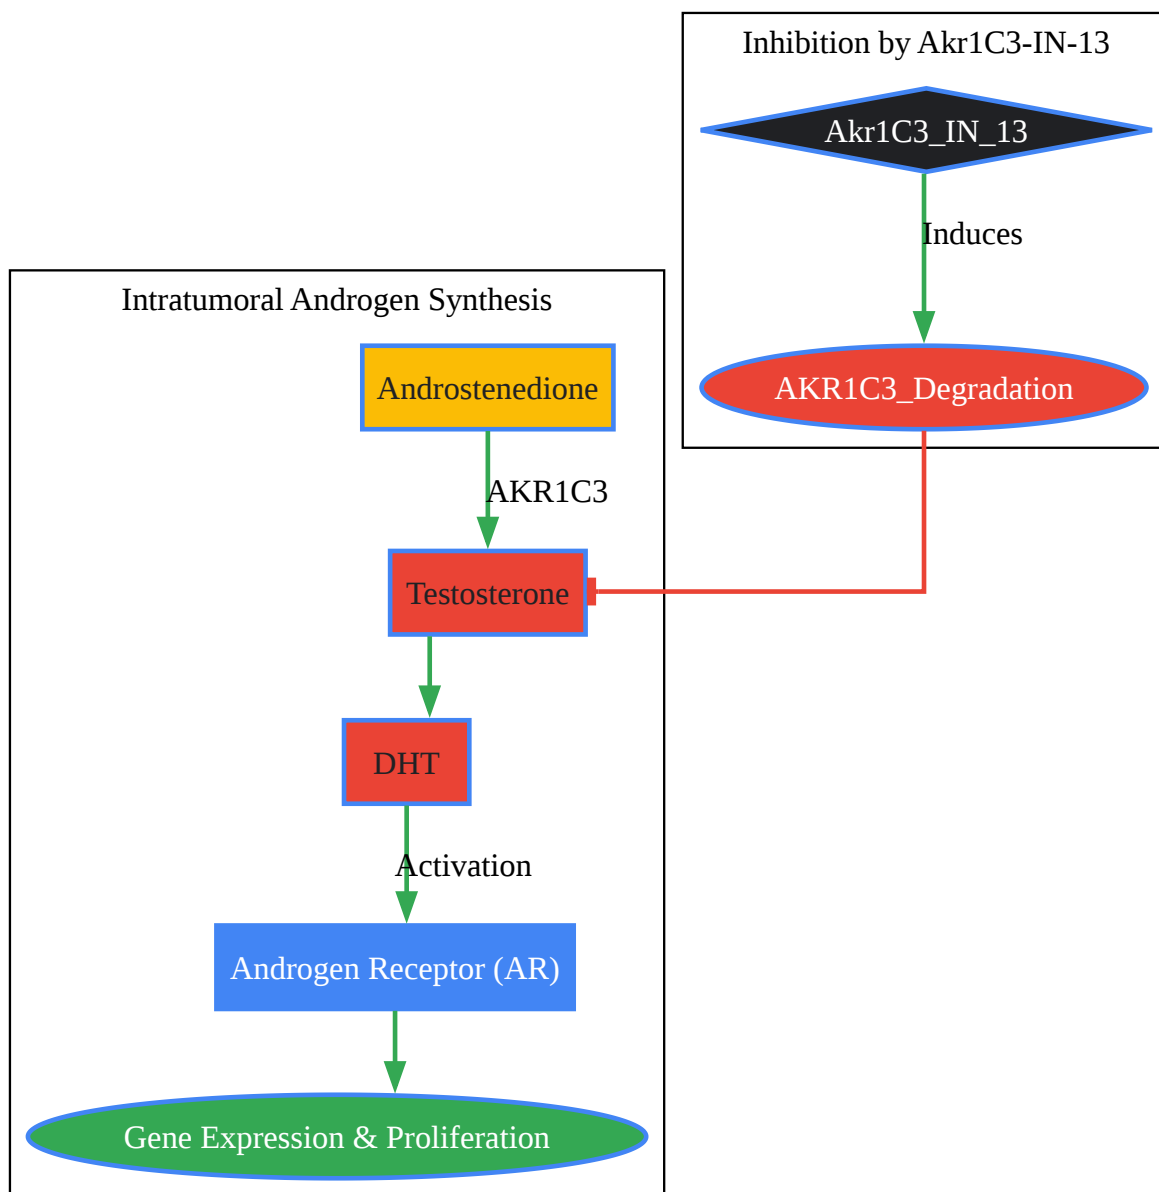 Inhibition by Akr1C3-IN-13
Akr1C3_IN_13
Induces
AKR1C3_Degradation
Intratumoral Androgen Synthesis
Androstenedione
AKR1C3
Testosterone
DHT
Activation
Androgen Receptor (AR)
Gene Expression & Proliferation